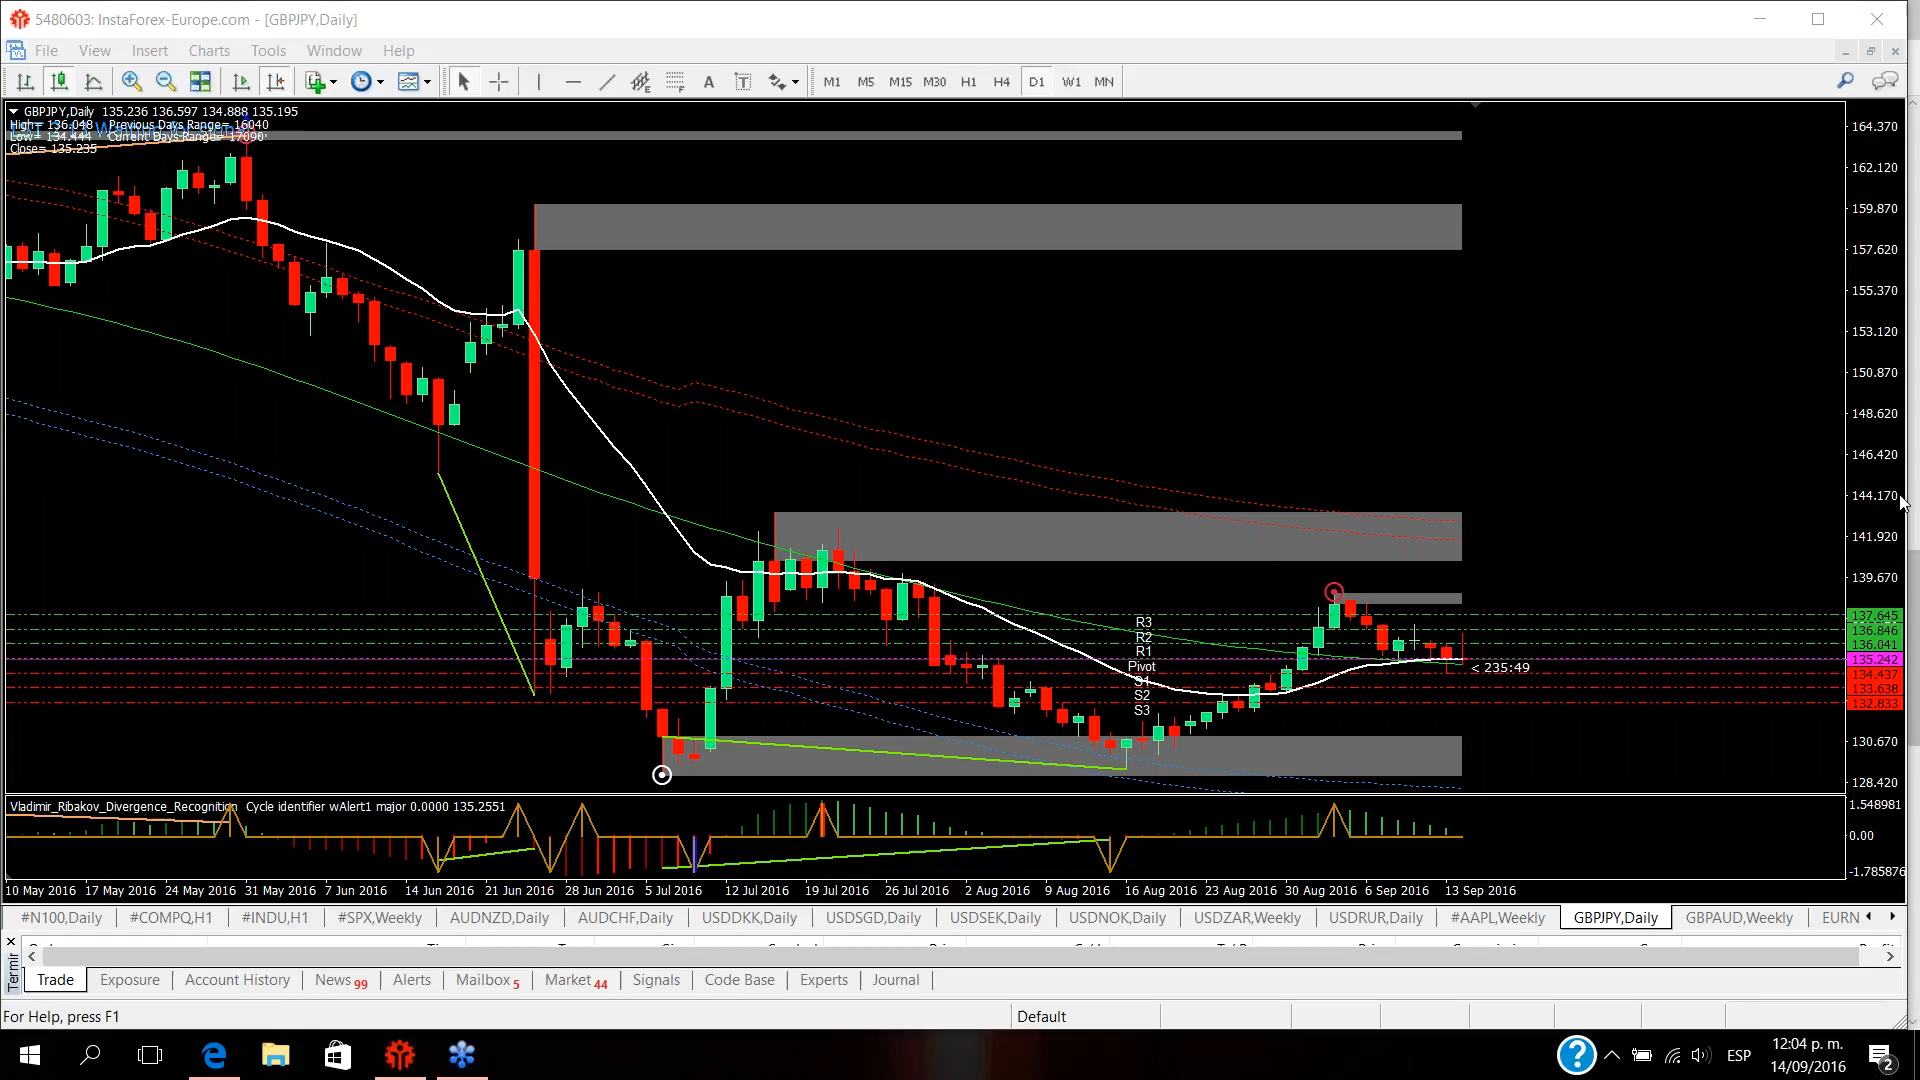 5480603: InstaForex-Europe.com - [GBPJPY,Daily]
File View Insert Charts Tools Window Help
M1 M5 M15 M30 H1 H4 D1 W1 MN
GBPJPY,Daily 135.236 136.597 134.888 135.195
High= 136.048 Previous Days Range= 16040
Low= 134.444 Current Days Range= 17090
Close= 135.235
164.370
162.120
159.870
157.620
155.370
153.120
150.870
148.620
146.420
144.170
141.920
139.670
137.645
136.846
136.041
135.242
134.437
133.638
132.833
130.670
128.420
R3
R2
R1
Pivot
S1
S2
S3
< 235:49
Vladimir_Ribakov_Divergence_Recognition Cycle identifier wAlert1 major 0.0000 135.2551
1.548981
0.00
-1.785876
10 May 2016 17 May 2016 24 May 2016 31 May 2016 7 Jun 2016 14 Jun 2016 21 Jun 2016 28 Jun 2016 5 Jul 2016 12 Jul 2016 19 Jul 2016 26 Jul 2016 2 Aug 2016 9 Aug 2016 16 Aug 2016 23 Aug 2016 30 Aug 2016 6 Sep 2016 13 Sep 2016
#N100,Daily #COMPQ,H1 #INDU,H1 #SPX,Weekly AUDNZD,Daily AUDCHF,Daily USDDKK,Daily USDSGD,Daily USDSEK,Daily USDNOK,Daily USDZAR,Weekly USDRUR,Daily #AAPL,Weekly GBPJPY,Daily GBPAUD,Weekly EURN
Termir
Trade Exposure Account History News 99 Alerts Mailbox 5 Market 44 Signals Code Base Experts Journal
For Help, press F1 Default
ESP
12:04 p. m.
14/09/2016
2